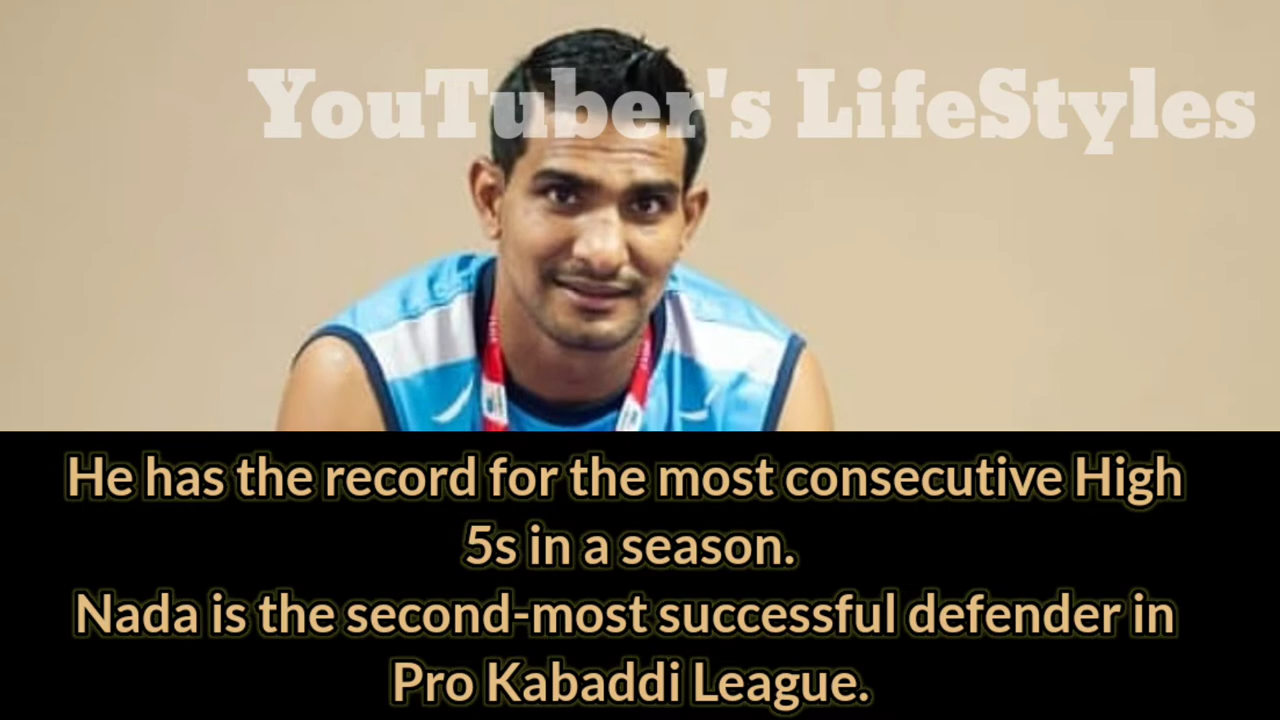 YouTuber's LifeStyles
He has the record for the most consecutive High
5s in a season.
Nada is the second-most successful defender in
Pro Kabaddi League.